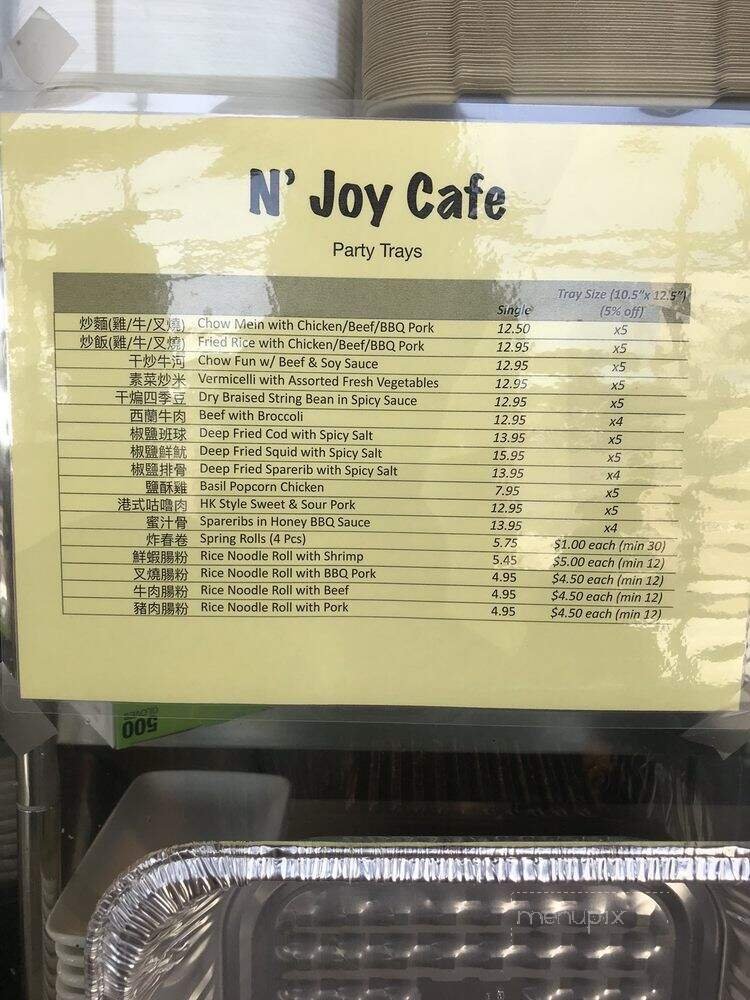 N' Joy Cafe
Party Trays
Single Tray Size (10.5"x 12.5") (5% off)
炒麵(雞/牛/叉燒) Chow Mein with Chicken/Beef/BBQ Pork 12.50 x5
炒飯(雞/牛/叉燒) Fried Rice with Chicken/Beef/BBQ Pork 12.95 x5
干炒牛河 Chow Fun w/ Beef & Soy Sauce 12.95 x5
素菜炒米 Vermicelli with Assorted Fresh Vegetables 12.95 x5
干煸四季豆 Dry Braised String Bean in Spicy Sauce 12.95 x5
西蘭牛肉 Beef with Broccoli 12.95 x4
椒鹽班球 Deep Fried Cod with Spicy Salt 13.95 x5
椒鹽鮮魷 Deep Fried Squid with Spicy Salt 15.95 x5
椒鹽排骨 Deep Fried Sparerib with Spicy Salt 13.95 x4
鹽酥雞 Basil Popcorn Chicken 7.95 x5
港式咕嚕肉 HK Style Sweet & Sour Pork 12.95 x5
蜜汁骨 Spareribs in Honey BBQ Sauce 13.95 x4
炸春卷 Spring Rolls (4 Pcs) 5.75 $1.00 each (min 30)
鮮蝦腸粉 Rice Noodle Roll with Shrimp 5.45 $5.00 each (min 12)
叉燒腸粉 Rice Noodle Roll with BBQ Pork 4.95 $4.50 each (min 12)
牛肉腸粉 Rice Noodle Roll with Beef 4.95 $4.50 each (min 12)
豬肉腸粉 Rice Noodle Roll with Pork 4.95 $4.50 each (min 12)
GLOVES
500
menupix